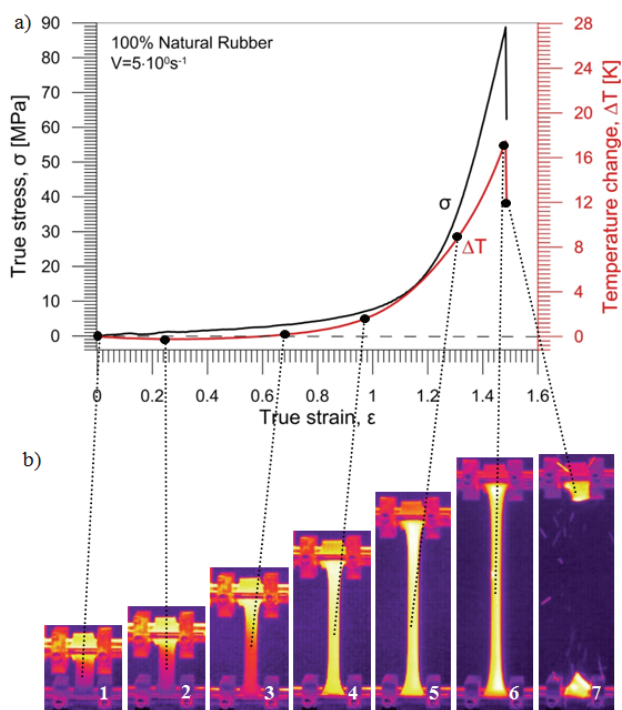 a)
100% Natural Rubber
V=5·10⁰s⁻¹
True stress, σ [MPa]
90
80
70
60
50
40
30
20
10
0
Temperature change, ΔT [K]
28
24
20
16
12
8
4
0
σ
ΔT
0 0.2 0.4 0.6 0.8 1 1.2 1.4 1.6
True strain, ε
b)
1 2 3 4 5 6 7